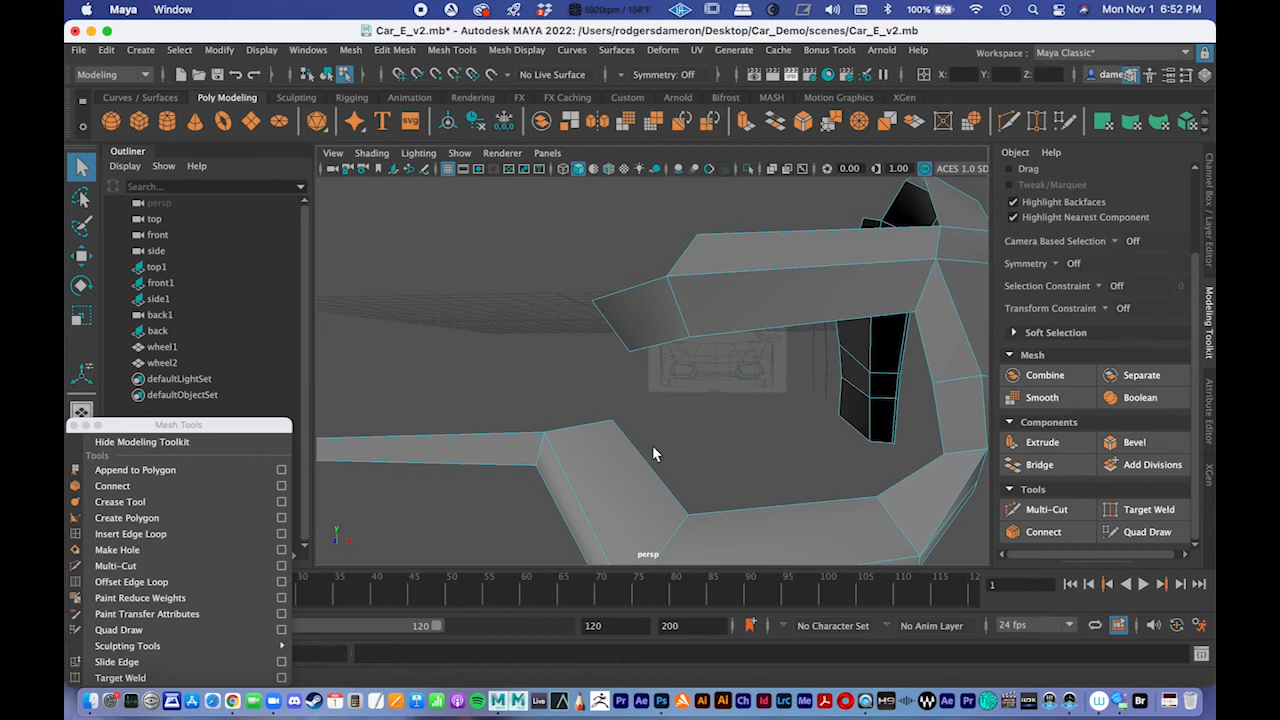 Maya Window 5920rpm / 158°F 100% Mon Nov 1 6:52 PM
Car_E_v2.mb* - Autodesk MAYA 2022: /Users/rodgersdameron/Desktop/Car_Demo/scenes/Car_E_v2.mb
File Edit Create Select Modify Display Windows Mesh Edit Mesh Mesh Tools Mesh Display Curves Surfaces Deform UV Generate Cache Bonus Tools Arnold Help Workspace : Maya Classic*
Modeling No Live Surface Symmetry: Off X: Y: Z: dame
Curves / Surfaces Poly Modeling Sculpting Rigging Animation Rendering FX FX Caching Custom Arnold Bifrost MASH Motion Graphics XGen
T svg 0,0,0
Outliner
Display Show Help
Search...
persp
top
front
side
top1
front1
side1
back1
back
wheel1
wheel2
defaultLightSet
defaultObjectSet
View Shading Lighting Show Renderer Panels
0.00 1.00 ACES 1.0 SD
persp
Object Help
Drag
Tweak/Marquee
Highlight Backfaces
Highlight Nearest Component
Camera Based Selection Off
Symmetry Off
Selection Constraint Off 0
Transform Constraint Off
Soft Selection
Mesh
Combine Separate
Smooth Boolean
Components
Extrude Bevel
Bridge Add Divisions
Tools
Multi-Cut Target Weld
Connect Quad Draw
Channel Box / Layer Editor
Modeling Toolkit
Attribute Editor
XGen
Mesh Tools
Hide Modeling Toolkit
Tools
Append to Polygon
Connect
Crease Tool
Create Polygon
Insert Edge Loop
Make Hole
Multi-Cut
Offset Edge Loop
Paint Reduce Weights
Paint Transfer Attributes
Quad Draw
Sculpting Tools
Slide Edge
Target Weld
30 35 40 45 50 55 60 65 70 75 80 85 90 95 100 105 110 115 12 1
120 120 200 No Character Set No Anim Layer 24 fps